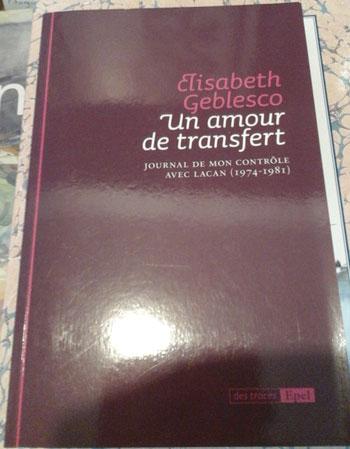 Elisabeth
Geblesco
Un amour
de transfert
JOURNAL DE MON CONTRÔLE
AVEC LACAN (1974-1981)
des traces Epel